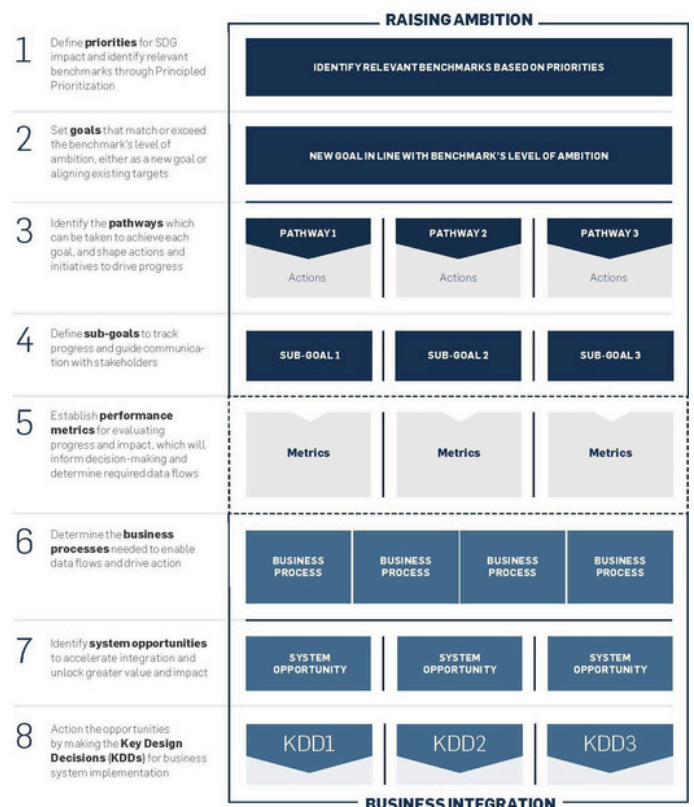 RAISING AMBITION
1
Define priorities for SDG
impact and identify relevant
benchmarks through Principled
Prioritization
IDENTIFY RELEVANT BENCHMARKS BASED ON PRIORITIES
2
Set goals that match or exceed
the benchmark's level of
ambition, either as a new goal or
aligning existing targets
NEW GOAL IN LINE WITH BENCHMARK'S LEVEL OF AMBITION
3
Identify the pathways which
can be taken to achieve each
goal, and shape actions and
initiatives to drive progress
PATHWAY 1
PATHWAY 2
PATHWAY 3
Actions
Actions
Actions
4
Define sub-goals to track
progress and guide communica-
tion with stakeholders
SUB-GOAL 1
SUB-GOAL 2
SUB-GOAL 3
5
Establish performance
metrics for evaluating
progress and impact, which will
inform decision-making and
determine required data flows
Metrics
Metrics
Metrics
6
Determine the business
processes needed to enable
data flows and drive action
BUSINESS
PROCESS
BUSINESS
PROCESS
BUSINESS
PROCESS
BUSINESS
PROCESS
7
Identify system opportunities
to accelerate integration and
unlock greater value and impact
SYSTEM
OPPORTUNITY
SYSTEM
OPPORTUNITY
SYSTEM
OPPORTUNITY
8
Action the opportunities
by making the Key Design
Decisions (KDDs) for business
system implementation
KDD1
KDD2
KDD3
BUSINESS INTEGRATION